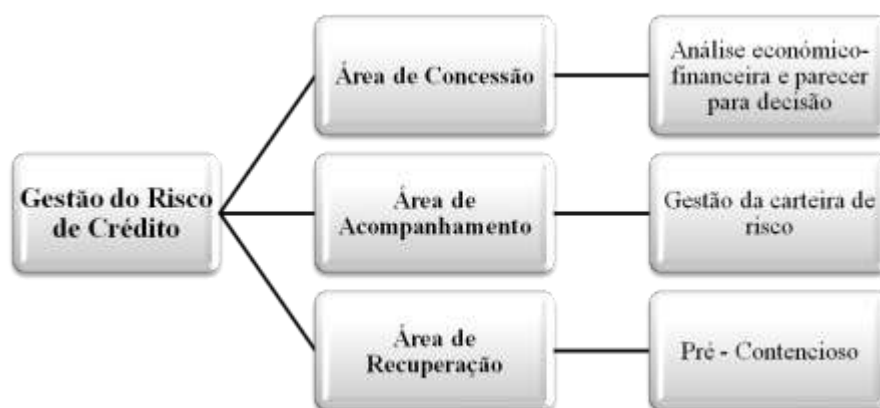 Gestão do Risco
de Crédito
Área de Concessão
Análise económico-
financeira e parecer
para decisão
Área de
Acompanhamento
Gestão da carteira de
risco
Área de
Recuperação
Pré - Contencioso